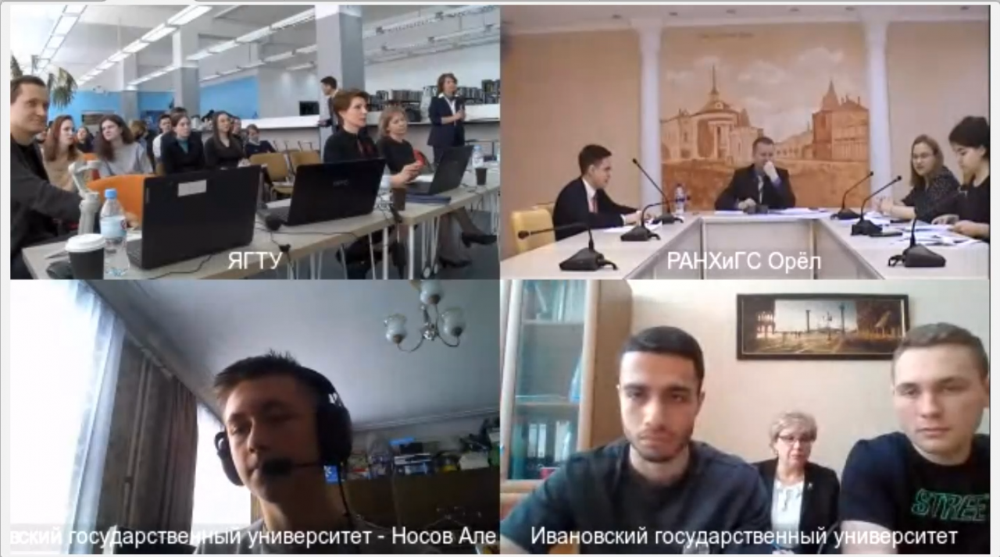 ЯГТУ
РАНХиГС Орёл
вский государственный университет - Носов Але
Ивановский государственный университет
STREE